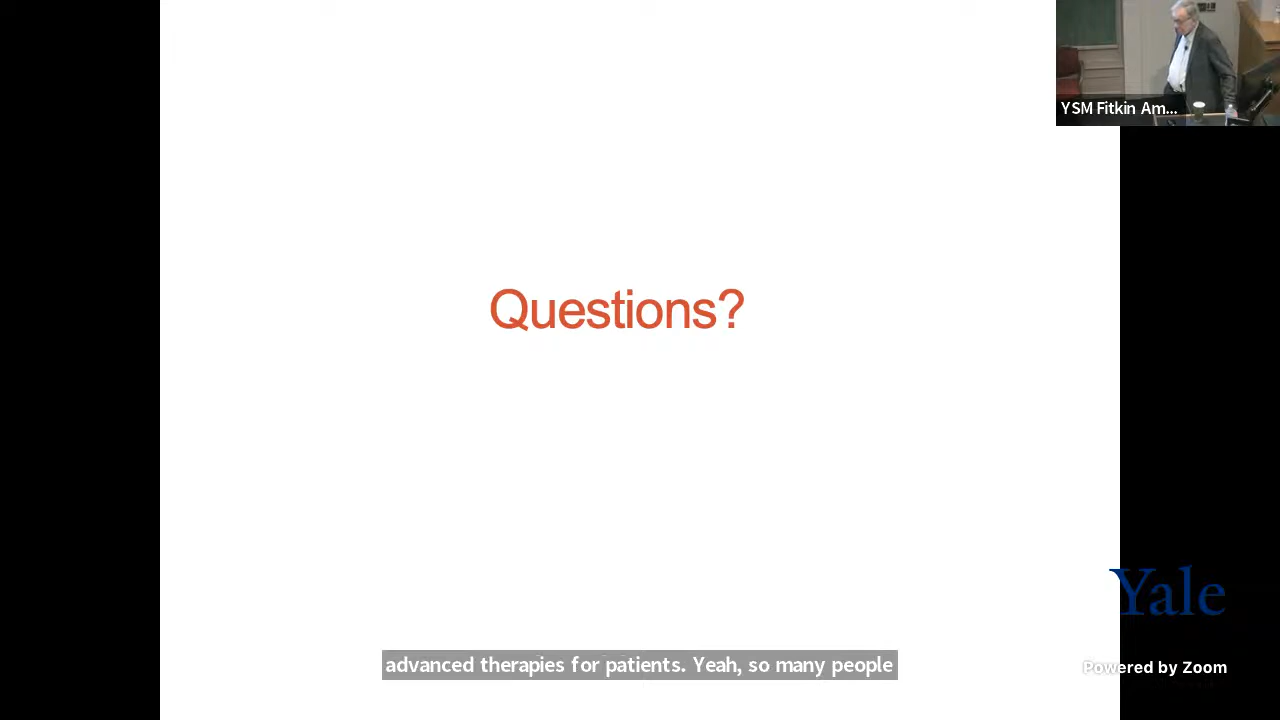 YSM Fitkin Am...
Questions?
Yale
advanced therapies for patients. Yeah, so many people
Powered by Zoom